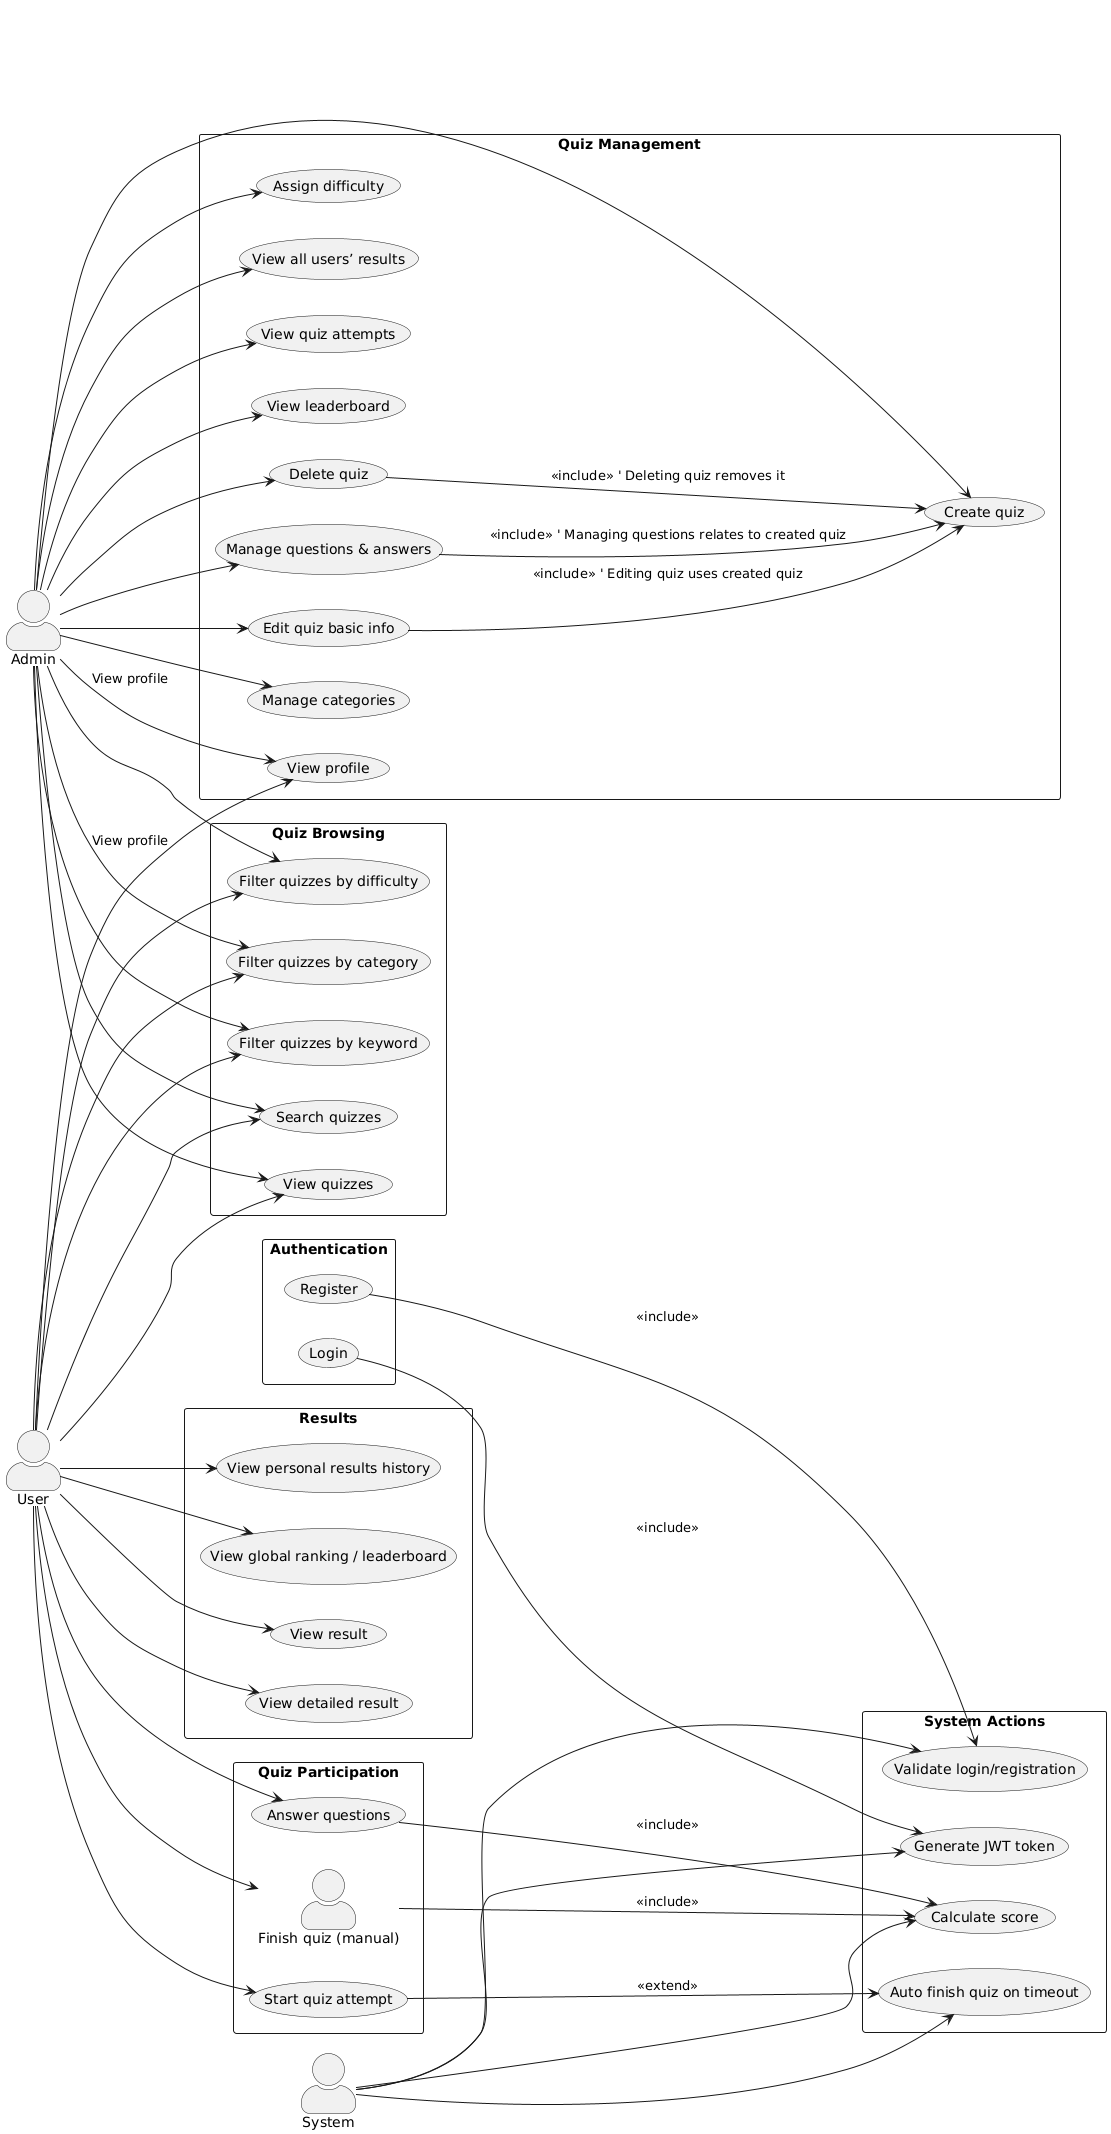 Quiz Management
Assign difficulty
View all users’ results
View quiz attempts
View leaderboard
Delete quiz
«include» ' Deleting quiz removes it
Create quiz
Manage questions & answers
«include» ' Managing questions relates to created quiz
«include» ' Editing quiz uses created quiz
Edit quiz basic info
Admin
View profile
Manage categories
View profile
View profile
Quiz Browsing
Filter quizzes by difficulty
Filter quizzes by category
Filter quizzes by keyword
Search quizzes
View quizzes
Authentication
Register
«include»
Login
Results
View personal results history
User
«include»
View global ranking / leaderboard
View result
View detailed result
System Actions
Validate login/registration
Quiz Participation
Answer questions
«include»
Generate JWT token
«include»
Calculate score
Finish quiz (manual)
«extend»
Start quiz attempt
Auto finish quiz on timeout
System